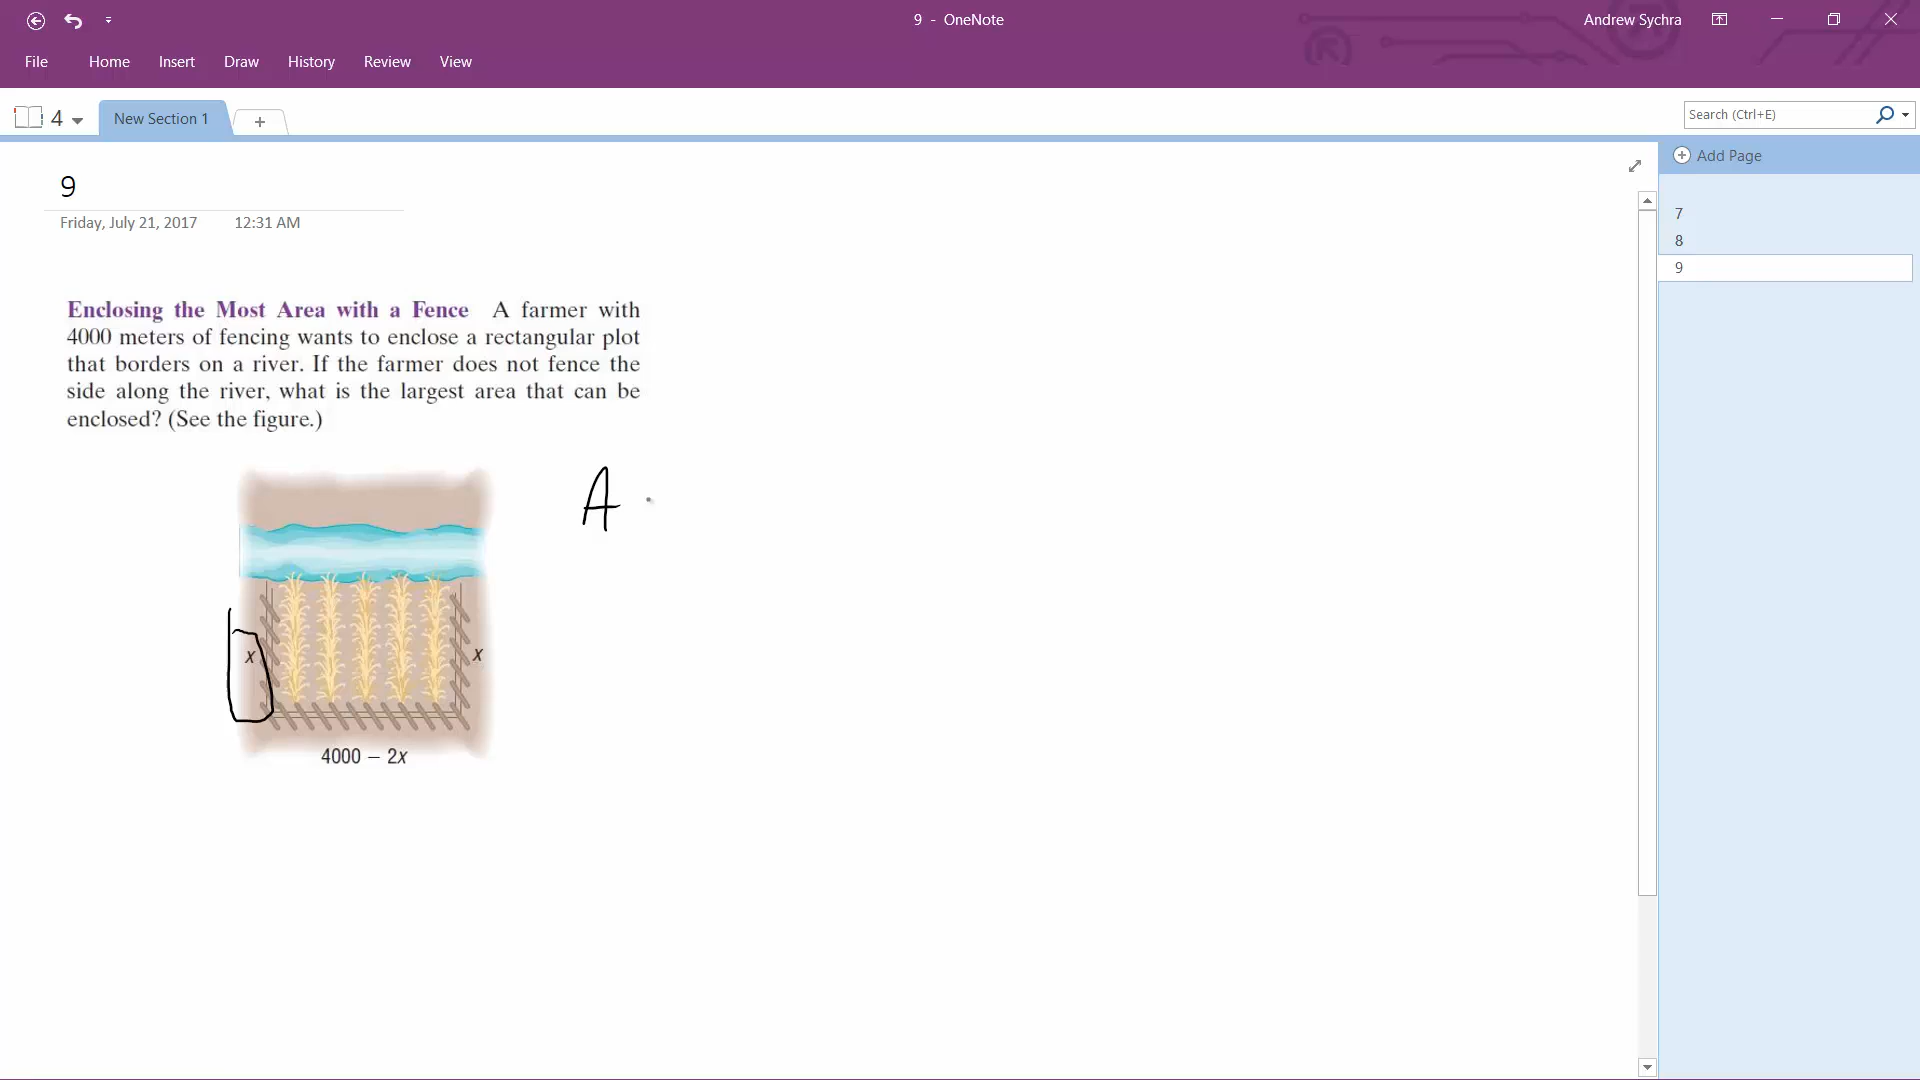 9 - OneNote
Andrew Sychra
File Home Insert Draw History Review View
4 New Section 1 +
Search (Ctrl+E)
Add Page
7
8
9
9
Friday, July 21, 2017 12:31 AM
Enclosing the Most Area with a Fence A farmer with
4000 meters of fencing wants to enclose a rectangular plot
that borders on a river. If the farmer does not fence the
side along the river, what is the largest area that can be
enclosed? (See the figure.)
A
x x
4000 – 2x